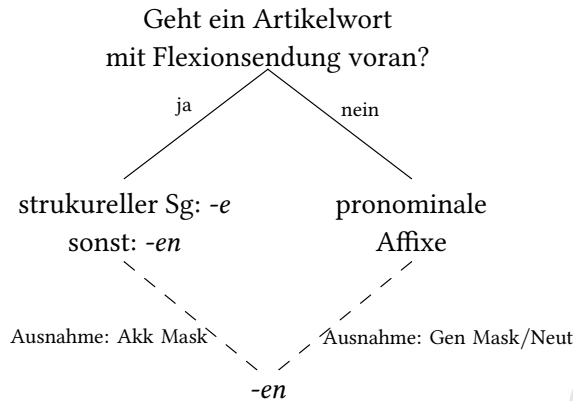 Geht ein Artikelwort
mit Flexionsendung voran?
ja
nein
strukureller Sg: -e
sonst: -en
pronominale
Affixe
Ausnahme: Akk Mask
Ausnahme: Gen Mask/Neut
-en